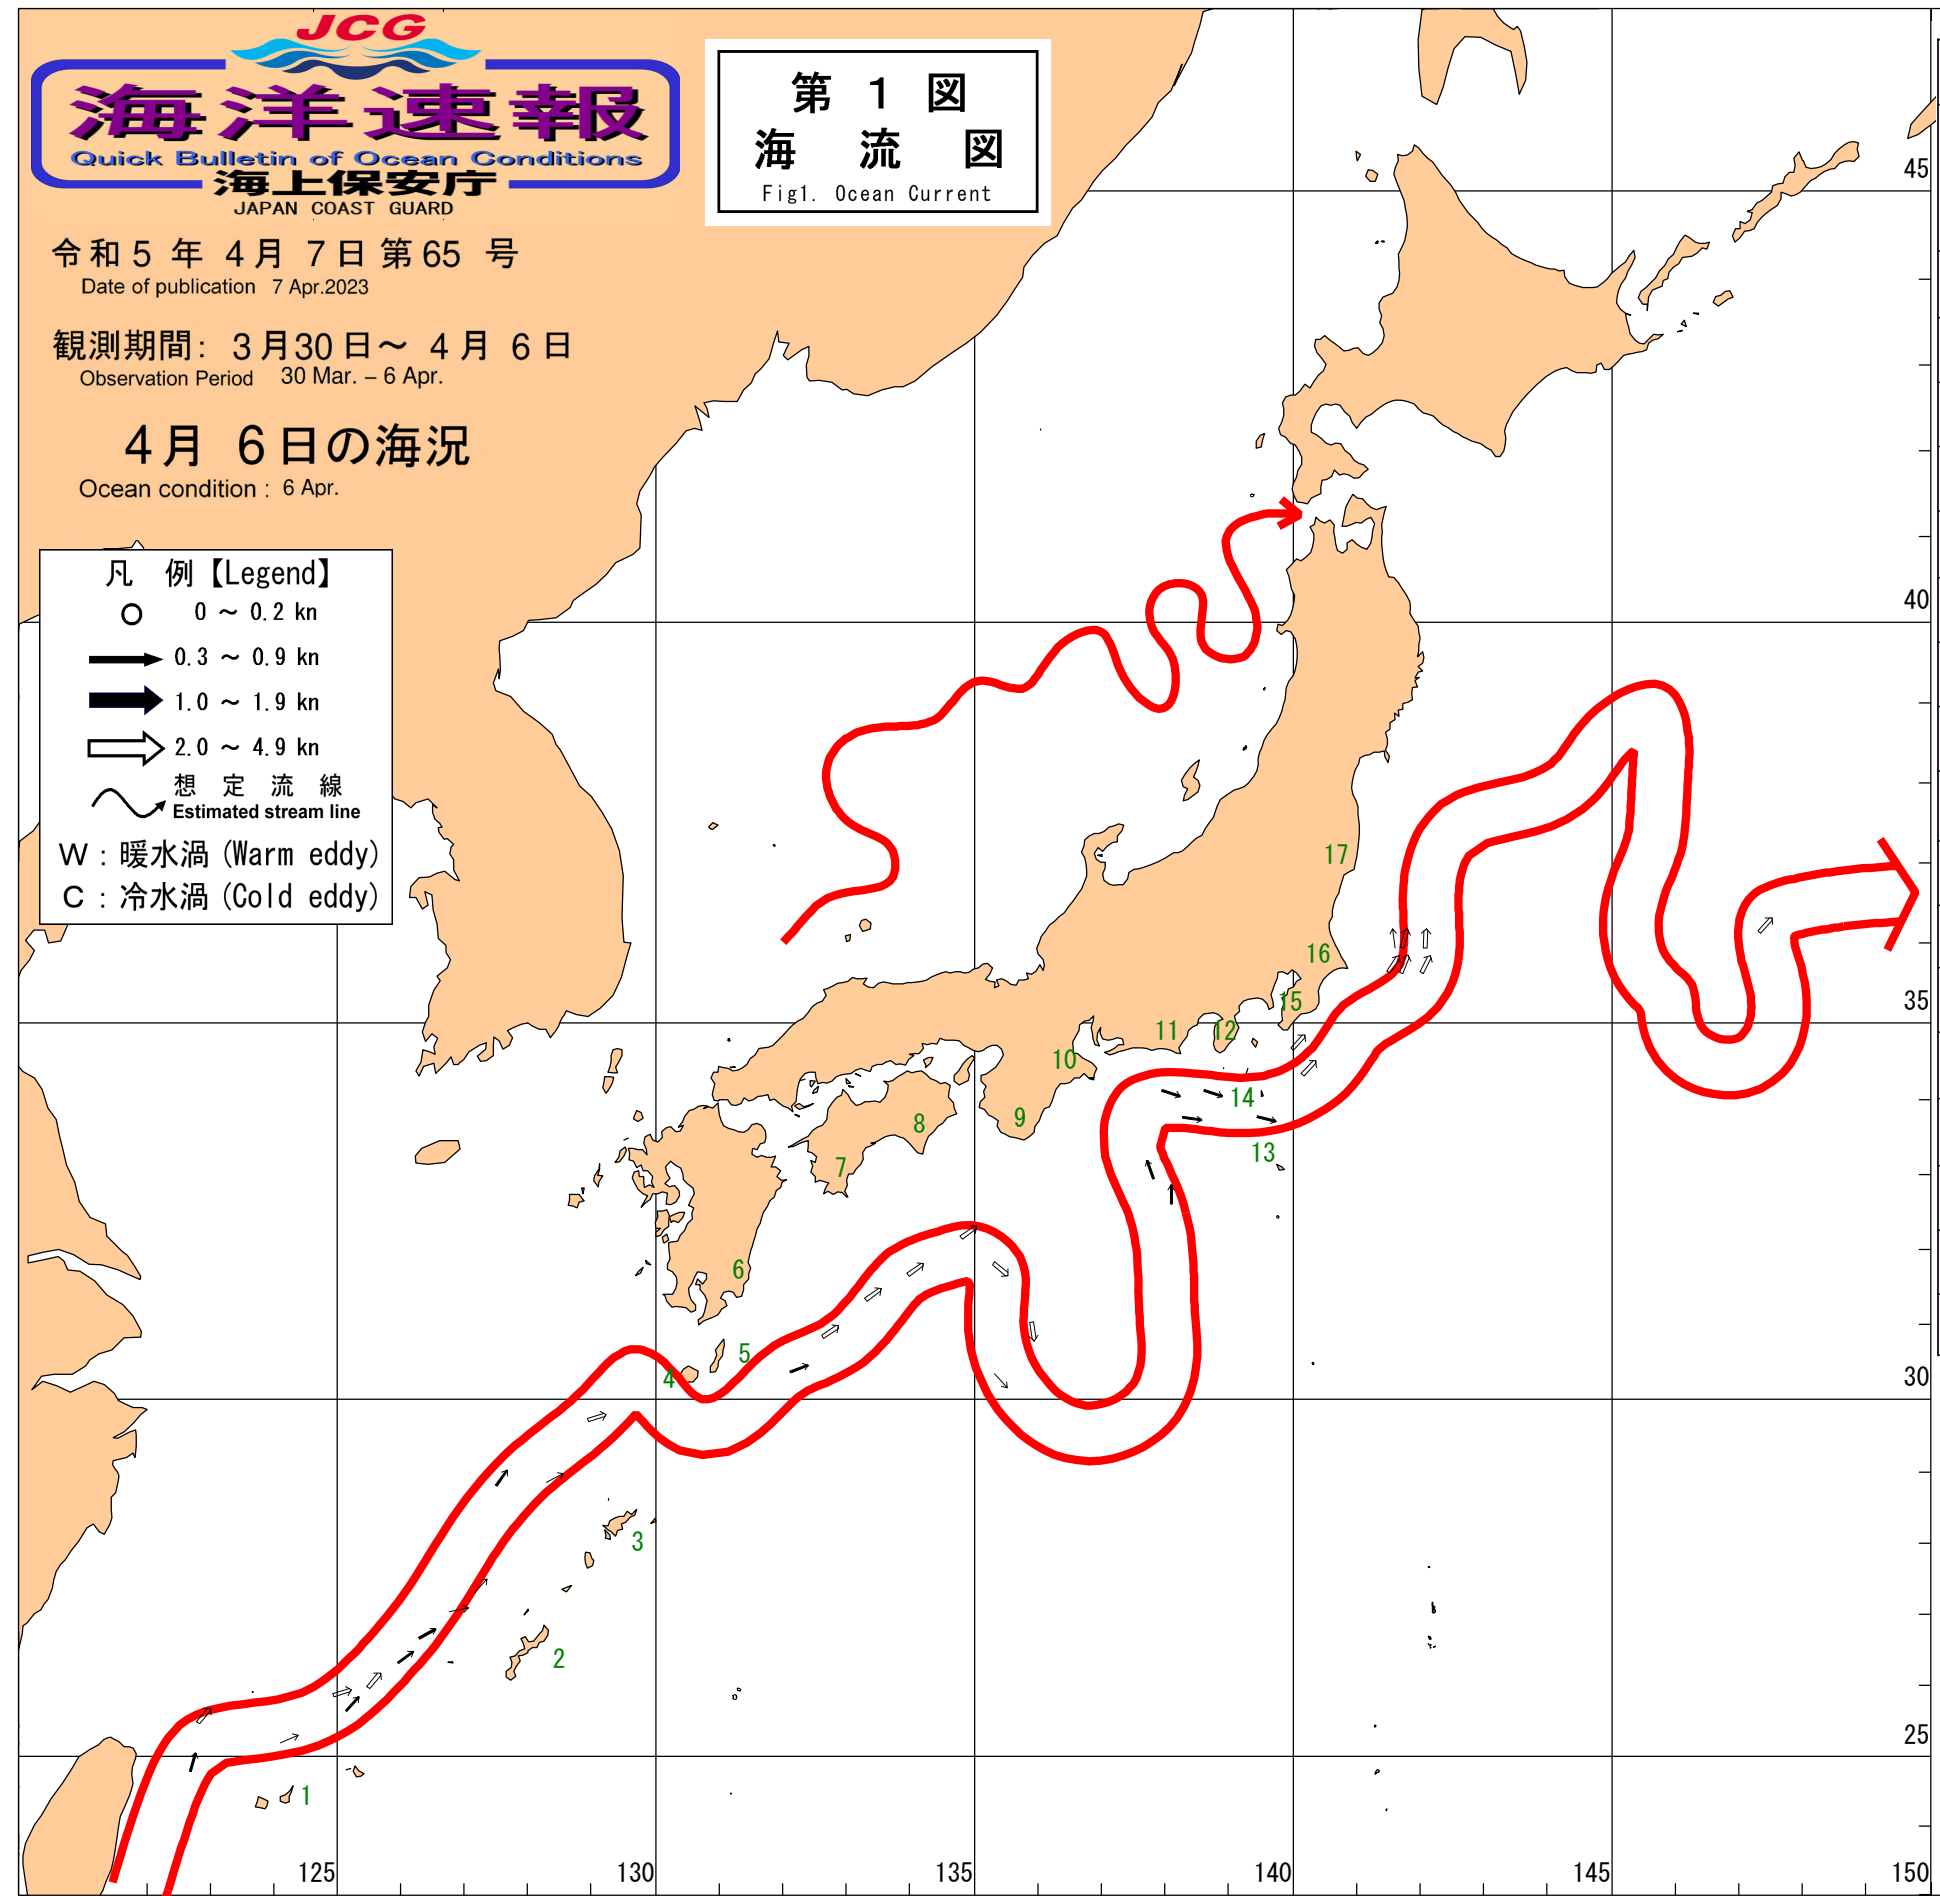 JCG
海洋速報
Quick Bulletin of Ocean Conditions
海上保安庁
JAPAN COAST GUARD
第 1 図
海 流 図
Fig1. Ocean Current
令和 5 年 4月 7日 第 65 号
Date of publication 7 Apr.2023
観測期間: 3月30日～ 4月 6日
Observation Period 30 Mar. – 6 Apr.
4月 6日の海況
Ocean condition : 6 Apr.
凡 例【Legend】
0 ～ 0.2 kn
0.3 ～ 0.9 kn
1.0 ～ 1.9 kn
2.0 ～ 4.9 kn
想 定 流 線
Estimated stream line
W : 暖水渦 (Warm eddy)
C : 冷水渦 (Cold eddy)
45
40
17
16
35
15
12
11
10
14
9
8
13
7
6
5
4
30
3
2
25
1
125
130
135
140
145
150